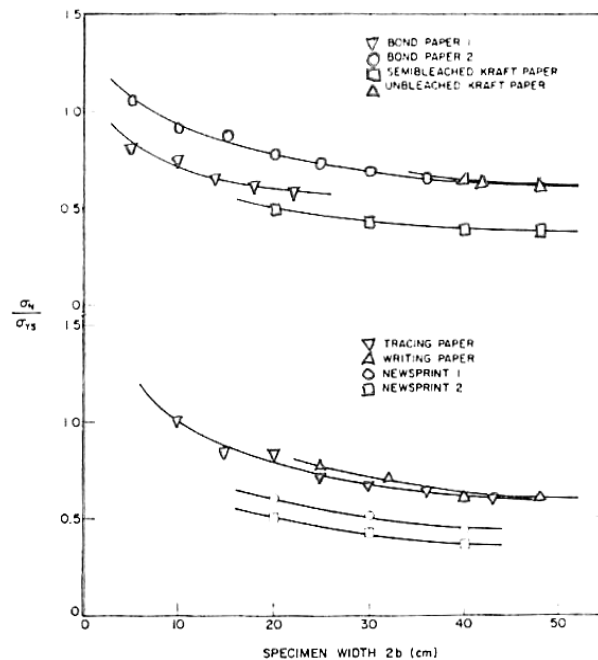 1.5
▽ BOND PAPER 1
○ BOND PAPER 2
□ SEMIBLEACHED KRAFT PAPER
△ UNBLEACHED KRAFT PAPER
1.0
0.5
0
σN
σYS
1.5
▽ TRACING PAPER
△ WRITING PAPER
○ NEWSPRINT 1
□ NEWSPRINT 2
1.0
0.5
0
0 10 20 30 40 50
SPECIMEN WIDTH 2b (cm)